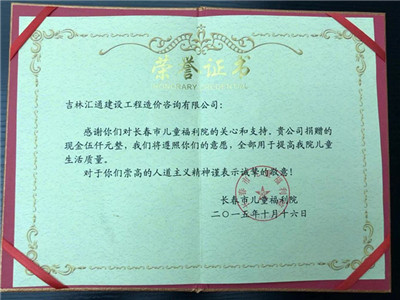 荣誉证书
吉林汇通建设工程造价咨询有限公司：
感谢你们对长春市儿童福利院的关心和支持。贵公司捐赠的
现金伍仟元整，我们将遵照你们的意愿，全部用于提高我院儿童
生活质量。
对于你们崇高的人道主义精神谨表示诚挚的敬意！
长春市儿童福利院
二〇一五年十月十六日